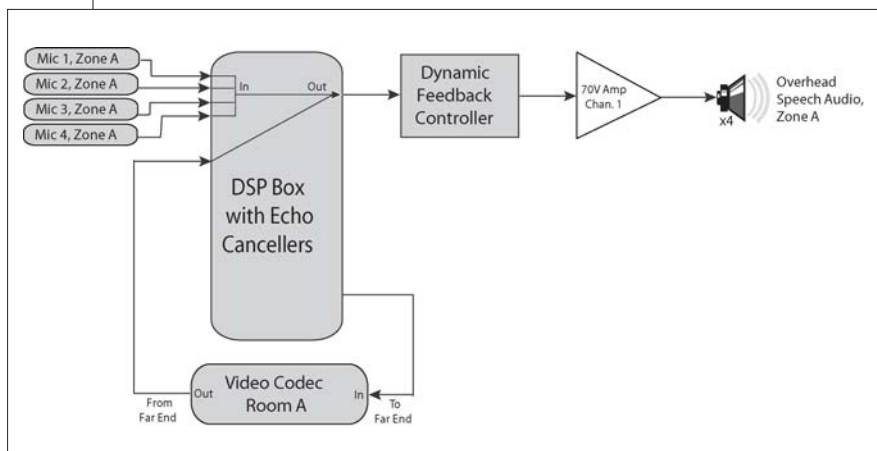 Mic 1, Zone A
Mic 2, Zone A
Mic 3, Zone A
Mic 4, Zone A
In
Out
DSP Box
with Echo
Cancellers
Dynamic
Feedback
Controller
70V Amp
Chan. 1
x4
Overhead
Speech Audio,
Zone A
Out
Video Codec
Room A
In
From
Far End
To
Far End